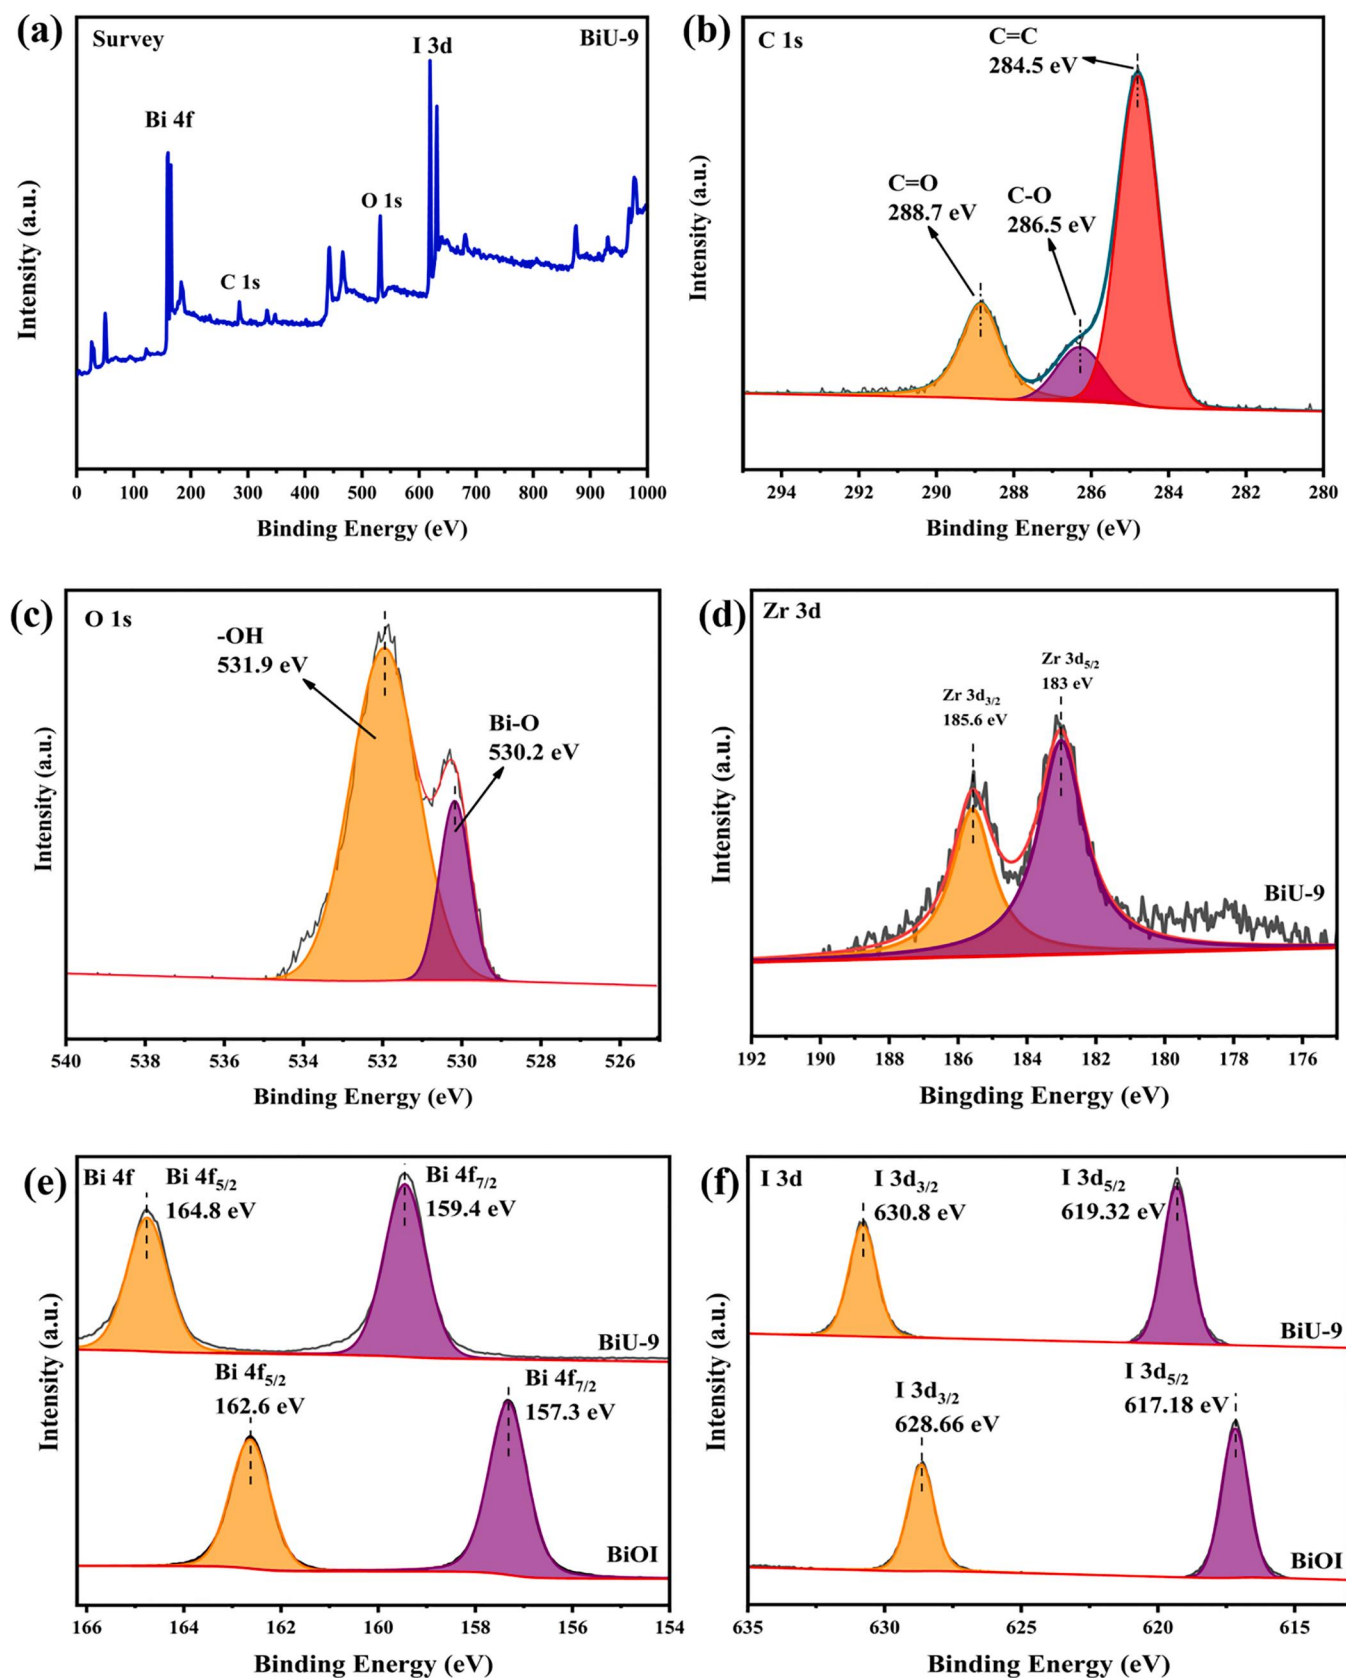 (a)
Survey
BiU-9
I 3d
Bi 4f
O 1s
C 1s
Intensity (a.u.)
0 100 200 300 400 500 600 700 800 900 1000
Binding Energy (eV)
(b)
C 1s
C=C
284.5 eV
C=O
288.7 eV
C-O
286.5 eV
Intensity (a.u.)
294 292 290 288 286 284 282 280
Binding Energy (eV)
(c)
O 1s
-OH
531.9 eV
Bi-O
530.2 eV
Intensity (a.u.)
540 538 536 534 532 530 528 526
Binding Energy (eV)
(d)
Zr 3d
Zr 3d5/2
183 eV
Zr 3d3/2
185.6 eV
BiU-9
Intensity (a.u.)
192 190 188 186 184 182 180 178 176
Bingding Energy (eV)
(e)
Bi 4f
Bi 4f5/2
164.8 eV
Bi 4f7/2
159.4 eV
BiU-9
Bi 4f5/2
162.6 eV
Bi 4f7/2
157.3 eV
BiOI
Intensity (a.u.)
166 164 162 160 158 156 154
Binding Energy (eV)
(f)
I 3d
I 3d3/2
630.8 eV
I 3d5/2
619.32 eV
BiU-9
I 3d3/2
628.66 eV
I 3d5/2
617.18 eV
BiOI
Intensity (a.u.)
635 630 625 620 615
Binding Energy (eV)